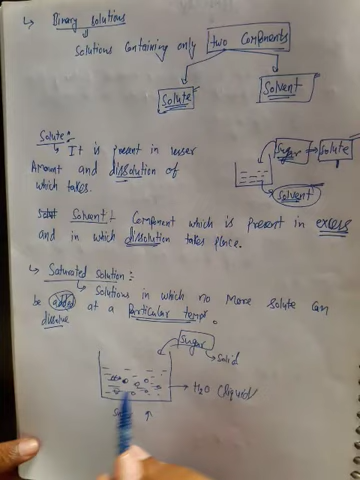 Binary solutions
Solutions containing only two components
Solute Solvent
Solute:
It is present in lesser
Amount and dissolution of
which takes.
Sugar → Solute
Solvent
Solvent: Component which is present in excess
and in which dissolution takes place.
Saturated solution:
Solutions in which no more solute can
be added at a particular temp.
dissolve
Sugar
Solid
H2O (liquid)